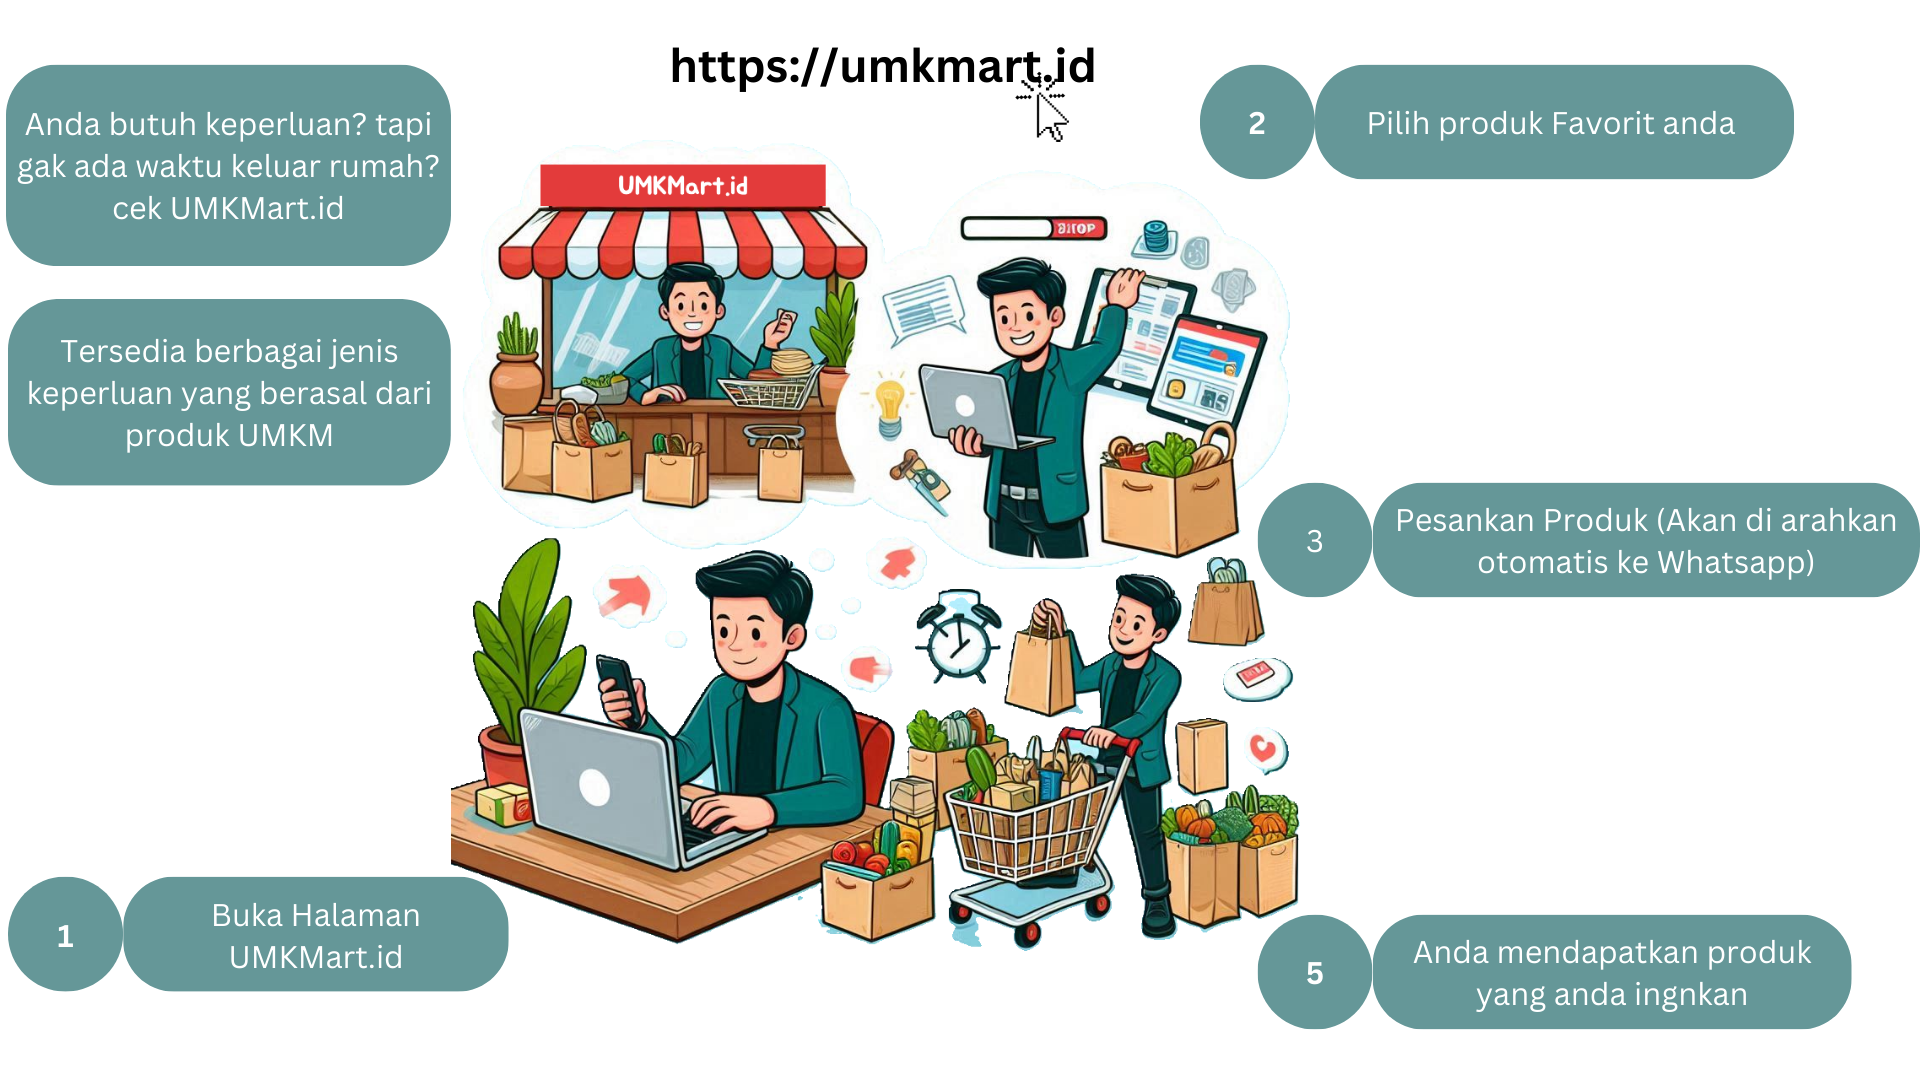 https://umkmart.id
Anda butuh keperluan? tapi
gak ada waktu keluar rumah?
cek UMKMart.id
Tersedia berbagai jenis
keperluan yang berasal dari
produk UMKM
UMKMart.id
1
Buka Halaman
UMKMart.id
2
Pilih produk Favorit anda
3
Pesankan Produk (Akan di arahkan
otomatis ke Whatsapp)
5
Anda mendapatkan produk
yang anda ingnkan